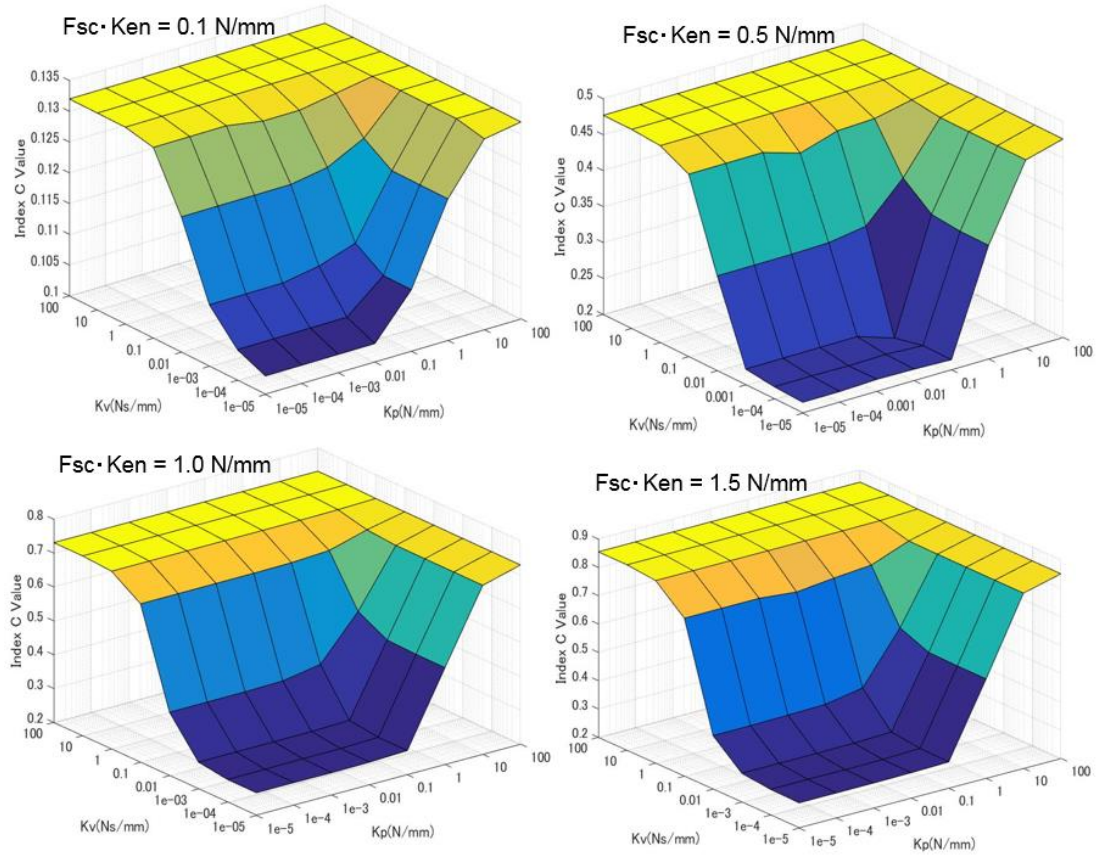 Fsc・Ken = 0.1 N/mm
0.135
0.13
0.125
0.12
0.115
0.11
0.105
0.1
Index C Value
100
10
1
0.1
0.01
1e-03
1e-04
1e-05
Kv(Ns/mm)
1e-05
1e-04
1e-03
0.01
0.1
1
10
100
Kp(N/mm)
Fsc・Ken = 0.5 N/mm
0.5
0.45
0.4
0.35
0.3
0.25
0.2
Index C Value
100
10
1
0.1
0.01
0.001
1e-04
1e-05
Kv(Ns/mm)
1e-05
1e-04
0.001
0.01
0.1
1
10
100
Kp(N/mm)
Fsc・Ken = 1.0 N/mm
0.8
0.7
0.6
0.5
0.4
0.3
0.2
Index C Value
100
10
1
0.1
0.01
1e-03
1e-04
1e-05
Kv(Ns/mm)
1e-5
1e-4
1e-3
0.01
0.1
1
10
100
Kp(N/mm)
Fsc・Ken = 1.5 N/mm
0.9
0.8
0.7
0.6
0.5
0.4
0.3
0.2
Index C Value
100
10
1
0.1
0.01
1e-3
1e-4
1e-5
Kv(Ns/mm)
1e-5
1e-4
1e-3
0.01
0.1
1
10
100
Kp(N/mm)